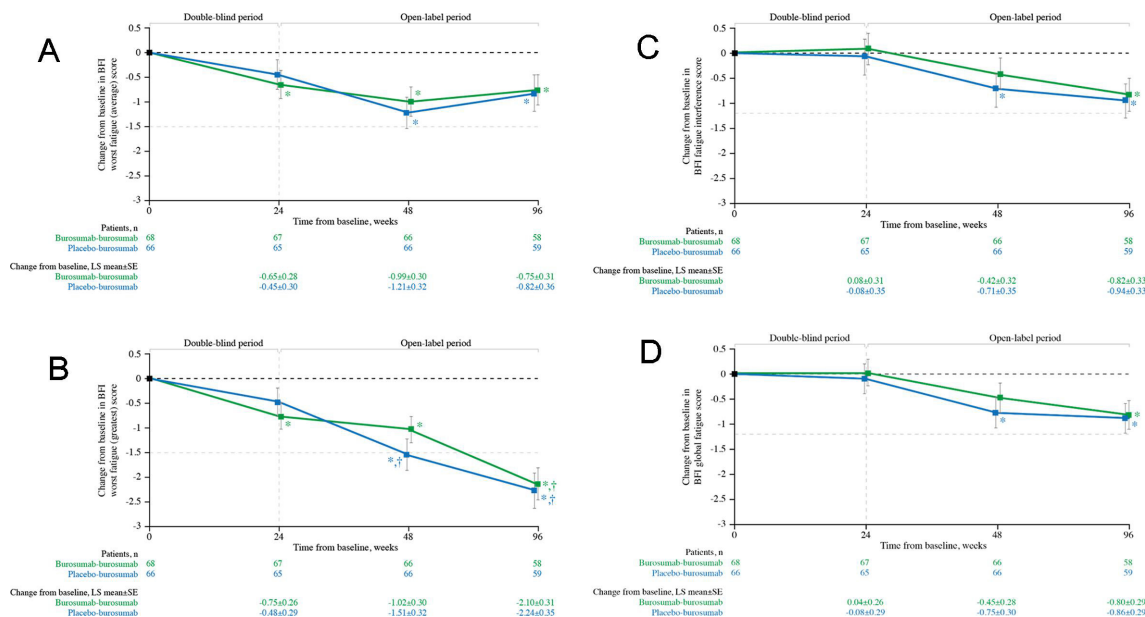 A
Double-blind period Open-label period
Change from baseline in BFI
worst fatigue (average) score
0.5
0
-0.5
-1
-1.5
-2
-2.5
-3
* * * * *
0 24 48 96
Time from baseline, weeks
Patients, n
Burosumab-burosumab 68 67 66 58
Placebo-burosumab 66 65 66 59
Change from baseline, LS mean±SE
Burosumab-burosumab -0.65±0.28 -0.99±0.30 -0.75±0.31
Placebo-burosumab -0.45±0.30 -1.21±0.32 -0.82±0.36
B
Double-blind period Open-label period
Change from baseline in BFI
worst fatigue (greatest) score
0.5
0
-0.5
-1
-1.5
-2
-2.5
-3
* * *,† *,† *,†
0 24 48 96
Time from baseline, weeks
Patients, n
Burosumab-burosumab 68 67 66 58
Placebo-burosumab 66 65 66 59
Change from baseline, LS mean±SE
Burosumab-burosumab -0.75±0.26 -1.02±0.30 -2.10±0.31
Placebo-burosumab -0.48±0.29 -1.51±0.32 -2.24±0.35
C
Double-blind period Open-label period
Change from baseline in
BFI fatigue interference score
0.5
0
-0.5
-1
-1.5
-2
-2.5
-3
* * *
0 24 48 96
Time from baseline, weeks
Patients, n
Burosumab-burosumab 68 67 66 58
Placebo-burosumab 66 65 66 59
Change from baseline, LS mean±SE
Burosumab-burosumab 0.08±0.31 -0.42±0.32 -0.82±0.33
Placebo-burosumab -0.08±0.35 -0.71±0.35 -0.94±0.33
D
Double-blind period Open-label period
Change from baseline in
BFI global fatigue score
0.5
0
-0.5
-1
-1.5
-2
-2.5
-3
* * *
0 24 48 96
Time from baseline, weeks
Patients, n
Burosumab-burosumab 68 67 66 58
Placebo-burosumab 66 65 66 59
Change from baseline, LS mean±SE
Burosumab-burosumab 0.04±0.26 -0.45±0.28 -0.80±0.29
Placebo-burosumab -0.08±0.29 -0.75±0.30 -0.86±0.29